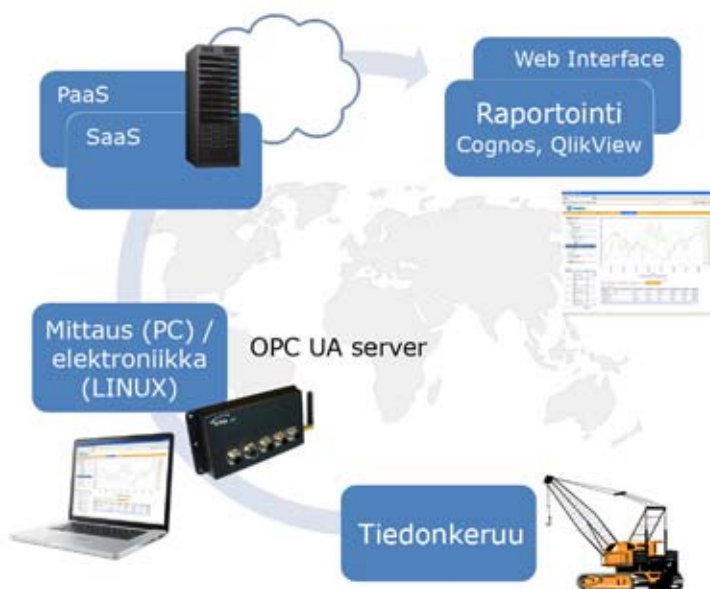 PaaS
SaaS
Web Interface
Raportointi
Cognos, QlikView
Mittaus (PC) /
elektroniikka
(LINUX)
OPC UA server
Tiedonkeruu